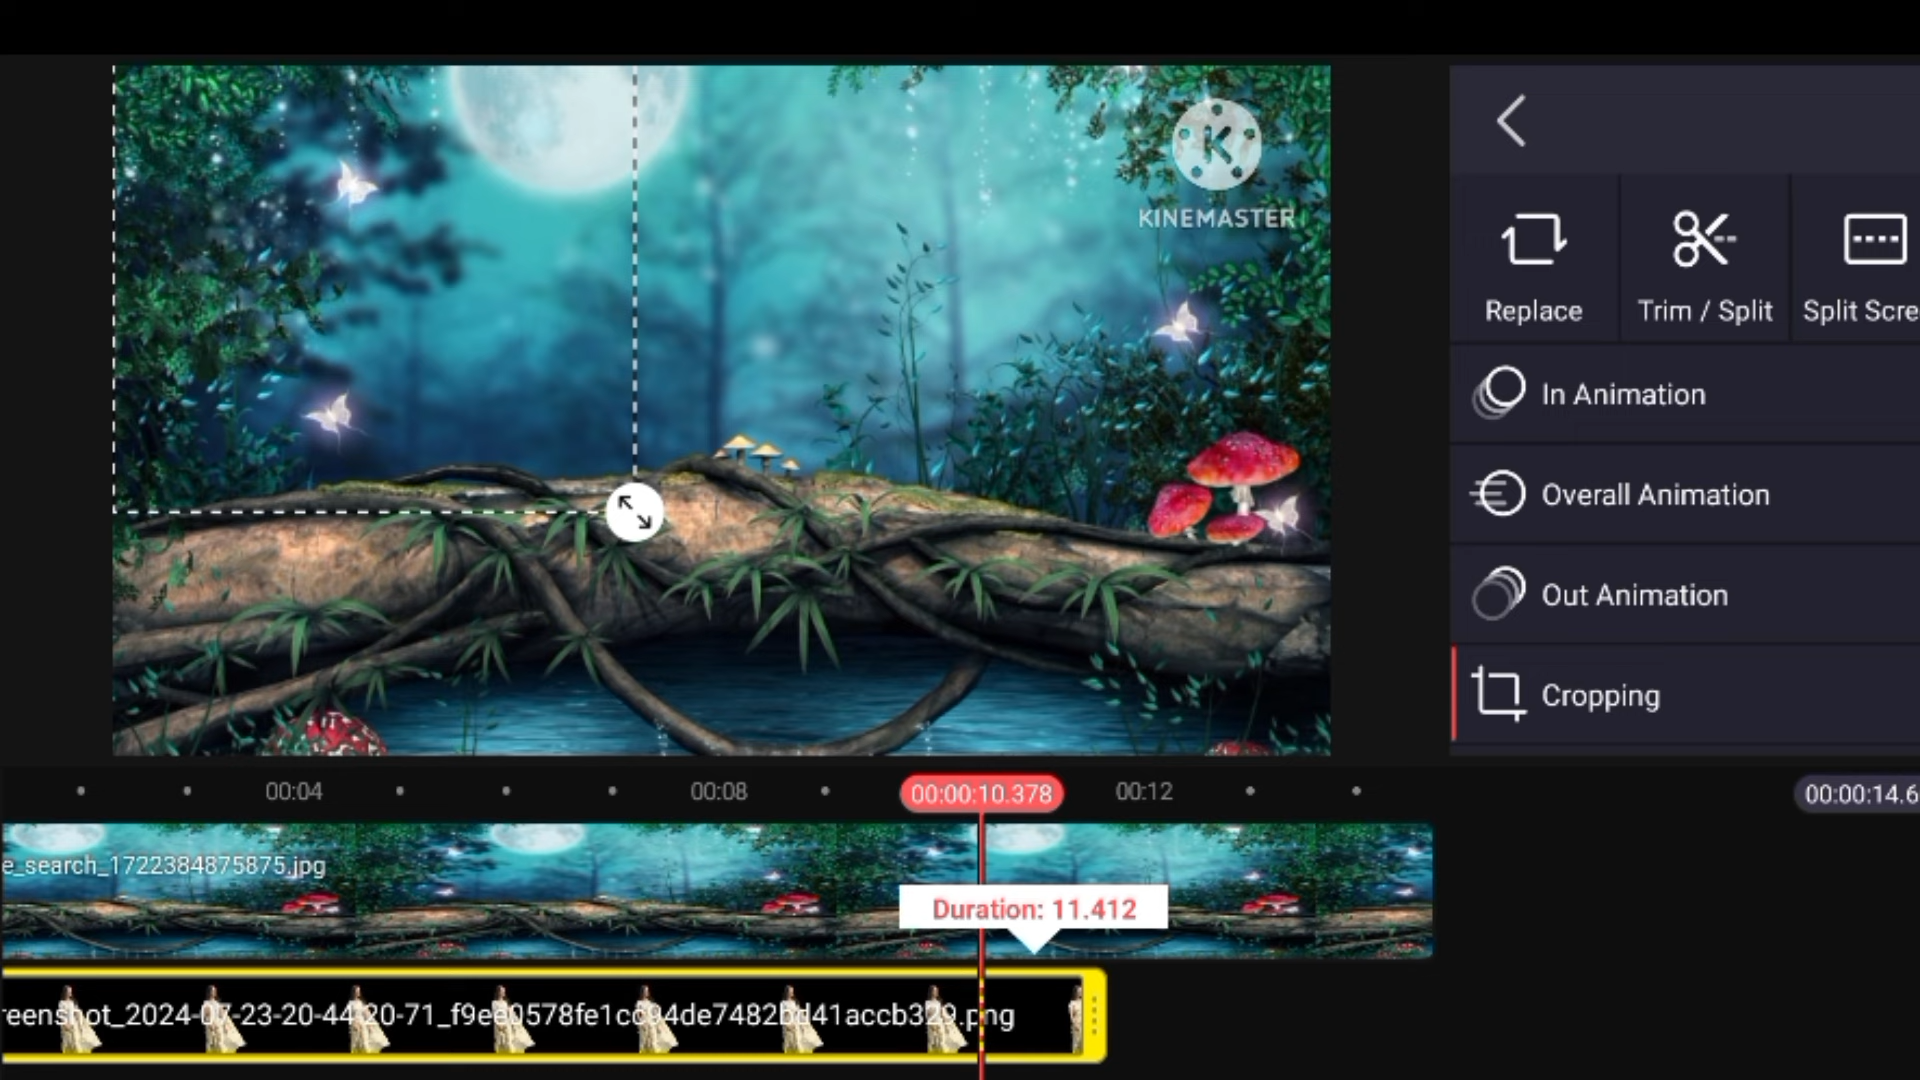 KINEMASTER
Replace
Trim / Split
Split Scre
In Animation
Overall Animation
Out Animation
Cropping
00:04
00:08
00:00:10.378
00:12
00:00:14.6
e_search_1722384875875.jpg
Duration: 11.412
reenshot_2024-07-23-20-44-20-71_f9ee0578fe1cc94de7482bd41accb329.png